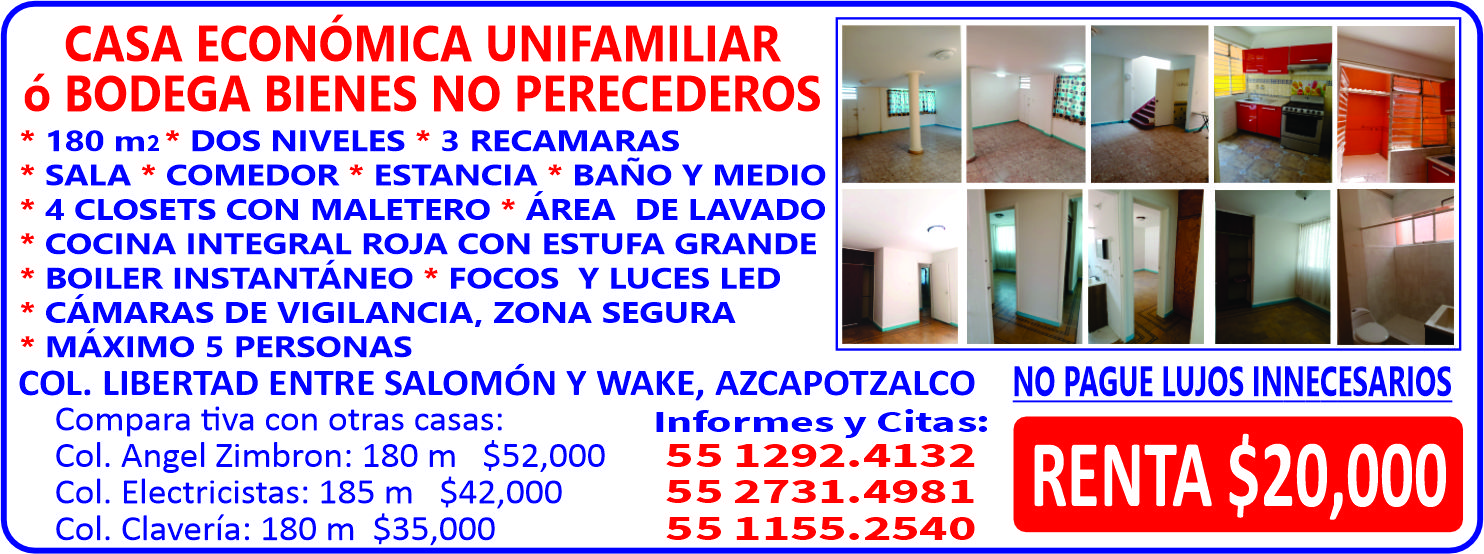 CASA ECONÓMICA UNIFAMILIAR
ó BODEGA BIENES NO PERECEDEROS
* 180 m2 * DOS NIVELES * 3 RECAMARAS
* SALA * COMEDOR * ESTANCIA * BAÑO Y MEDIO
* 4 CLOSETS CON MALETERO * ÁREA DE LAVADO
* COCINA INTEGRAL ROJA CON ESTUFA GRANDE
* BOILER INSTANTÁNEO * FOCOS Y LUCES LED
* CÁMARAS DE VIGILANCIA, ZONA SEGURA
* MÁXIMO 5 PERSONAS
COL. LIBERTAD ENTRE SALOMÓN Y WAKE, AZCAPOTZALCO
Compara tiva con otras casas:
Col. Angel Zimbron: 180 m $52,000
Col. Electricistas: 185 m $42,000
Col. Clavería: 180 m $35,000
Informes y Citas:
55 1292.4132
55 2731.4981
55 1155.2540
NO PAGUE LUJOS INNECESARIOS
RENTA $20,000